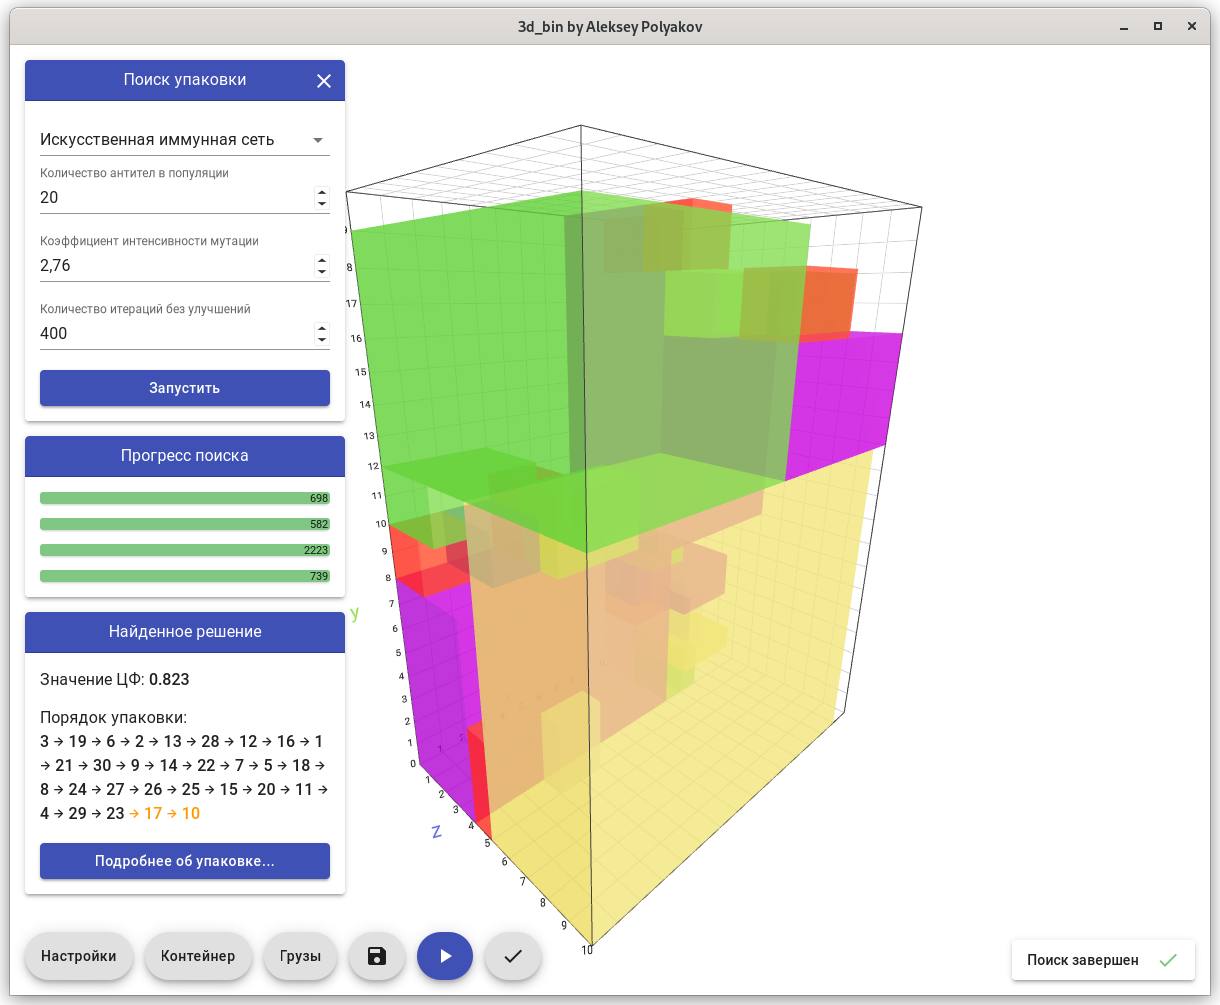 3d_bin by Aleksey Polyakov
Поиск упаковки
Искусственная иммунная сеть
Количество антител в популяции
20
Коэффициент интенсивности мутации
2,76
Количество итераций без улучшений
400
Запустить
Прогресс поиска
698
582
2223
739
Найденное решение
Значение ЦФ: 0.823
Порядок упаковки:
3 → 19 → 6 → 2 → 13 → 28 → 12 → 16 → 1
→ 21 → 30 → 9 → 14 → 22 → 7 → 5 → 18 →
8 → 24 → 27 → 26 → 25 → 15 → 20 → 11 →
4 → 29 → 23 → 17 → 10
Подробнее об упаковке...
8
17
16
15
14
13
12
11
10
9
8
7
6
5
4
3
2
1
0
y
1
2
3
4
5
6
7
8
9
10
z
Настройки
Контейнер
Грузы
Поиск завершен